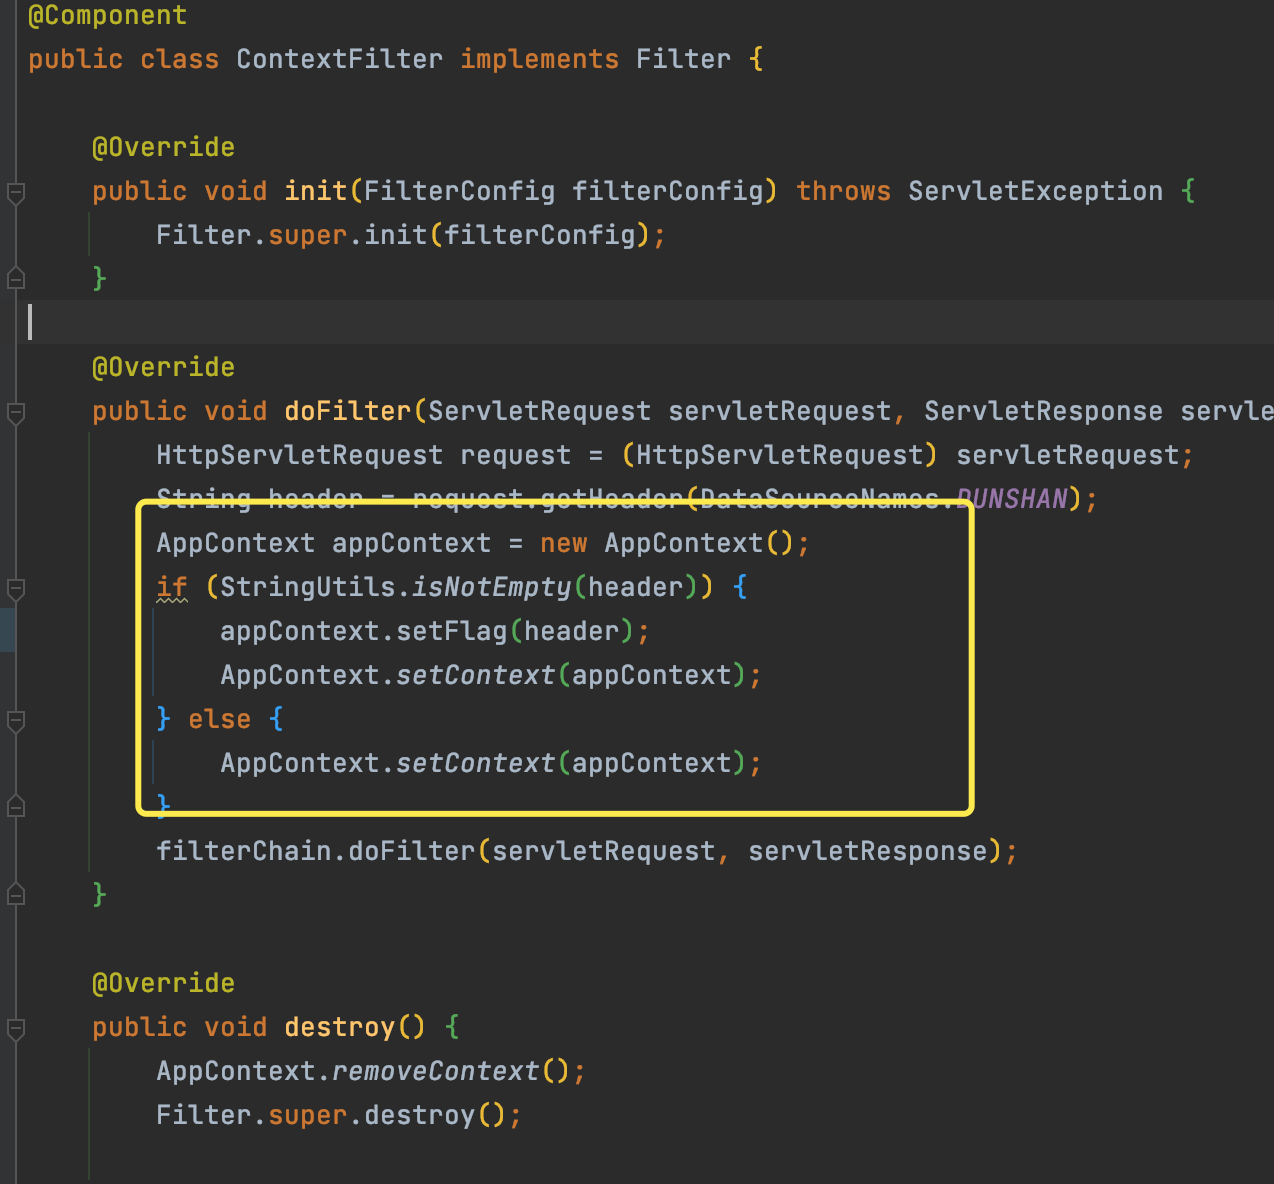 @Component
public class ContextFilter implements Filter {
@Override
public void init(FilterConfig filterConfig) throws ServletException {
Filter.super.init(filterConfig);
}
@Override
public void doFilter(ServletRequest servletRequest, ServletResponse servle
HttpServletRequest request = (HttpServletRequest) servletRequest;
String header = request.getHeader(DataSourceNames.DUNSHAN);
AppContext appContext = new AppContext();
if (StringUtils.isNotEmpty(header)) {
appContext.setFlag(header);
AppContext.setContext(appContext);
} else {
AppContext.setContext(appContext);
}
filterChain.doFilter(servletRequest, servletResponse);
}
@Override
public void destroy() {
AppContext.removeContext();
Filter.super.destroy();